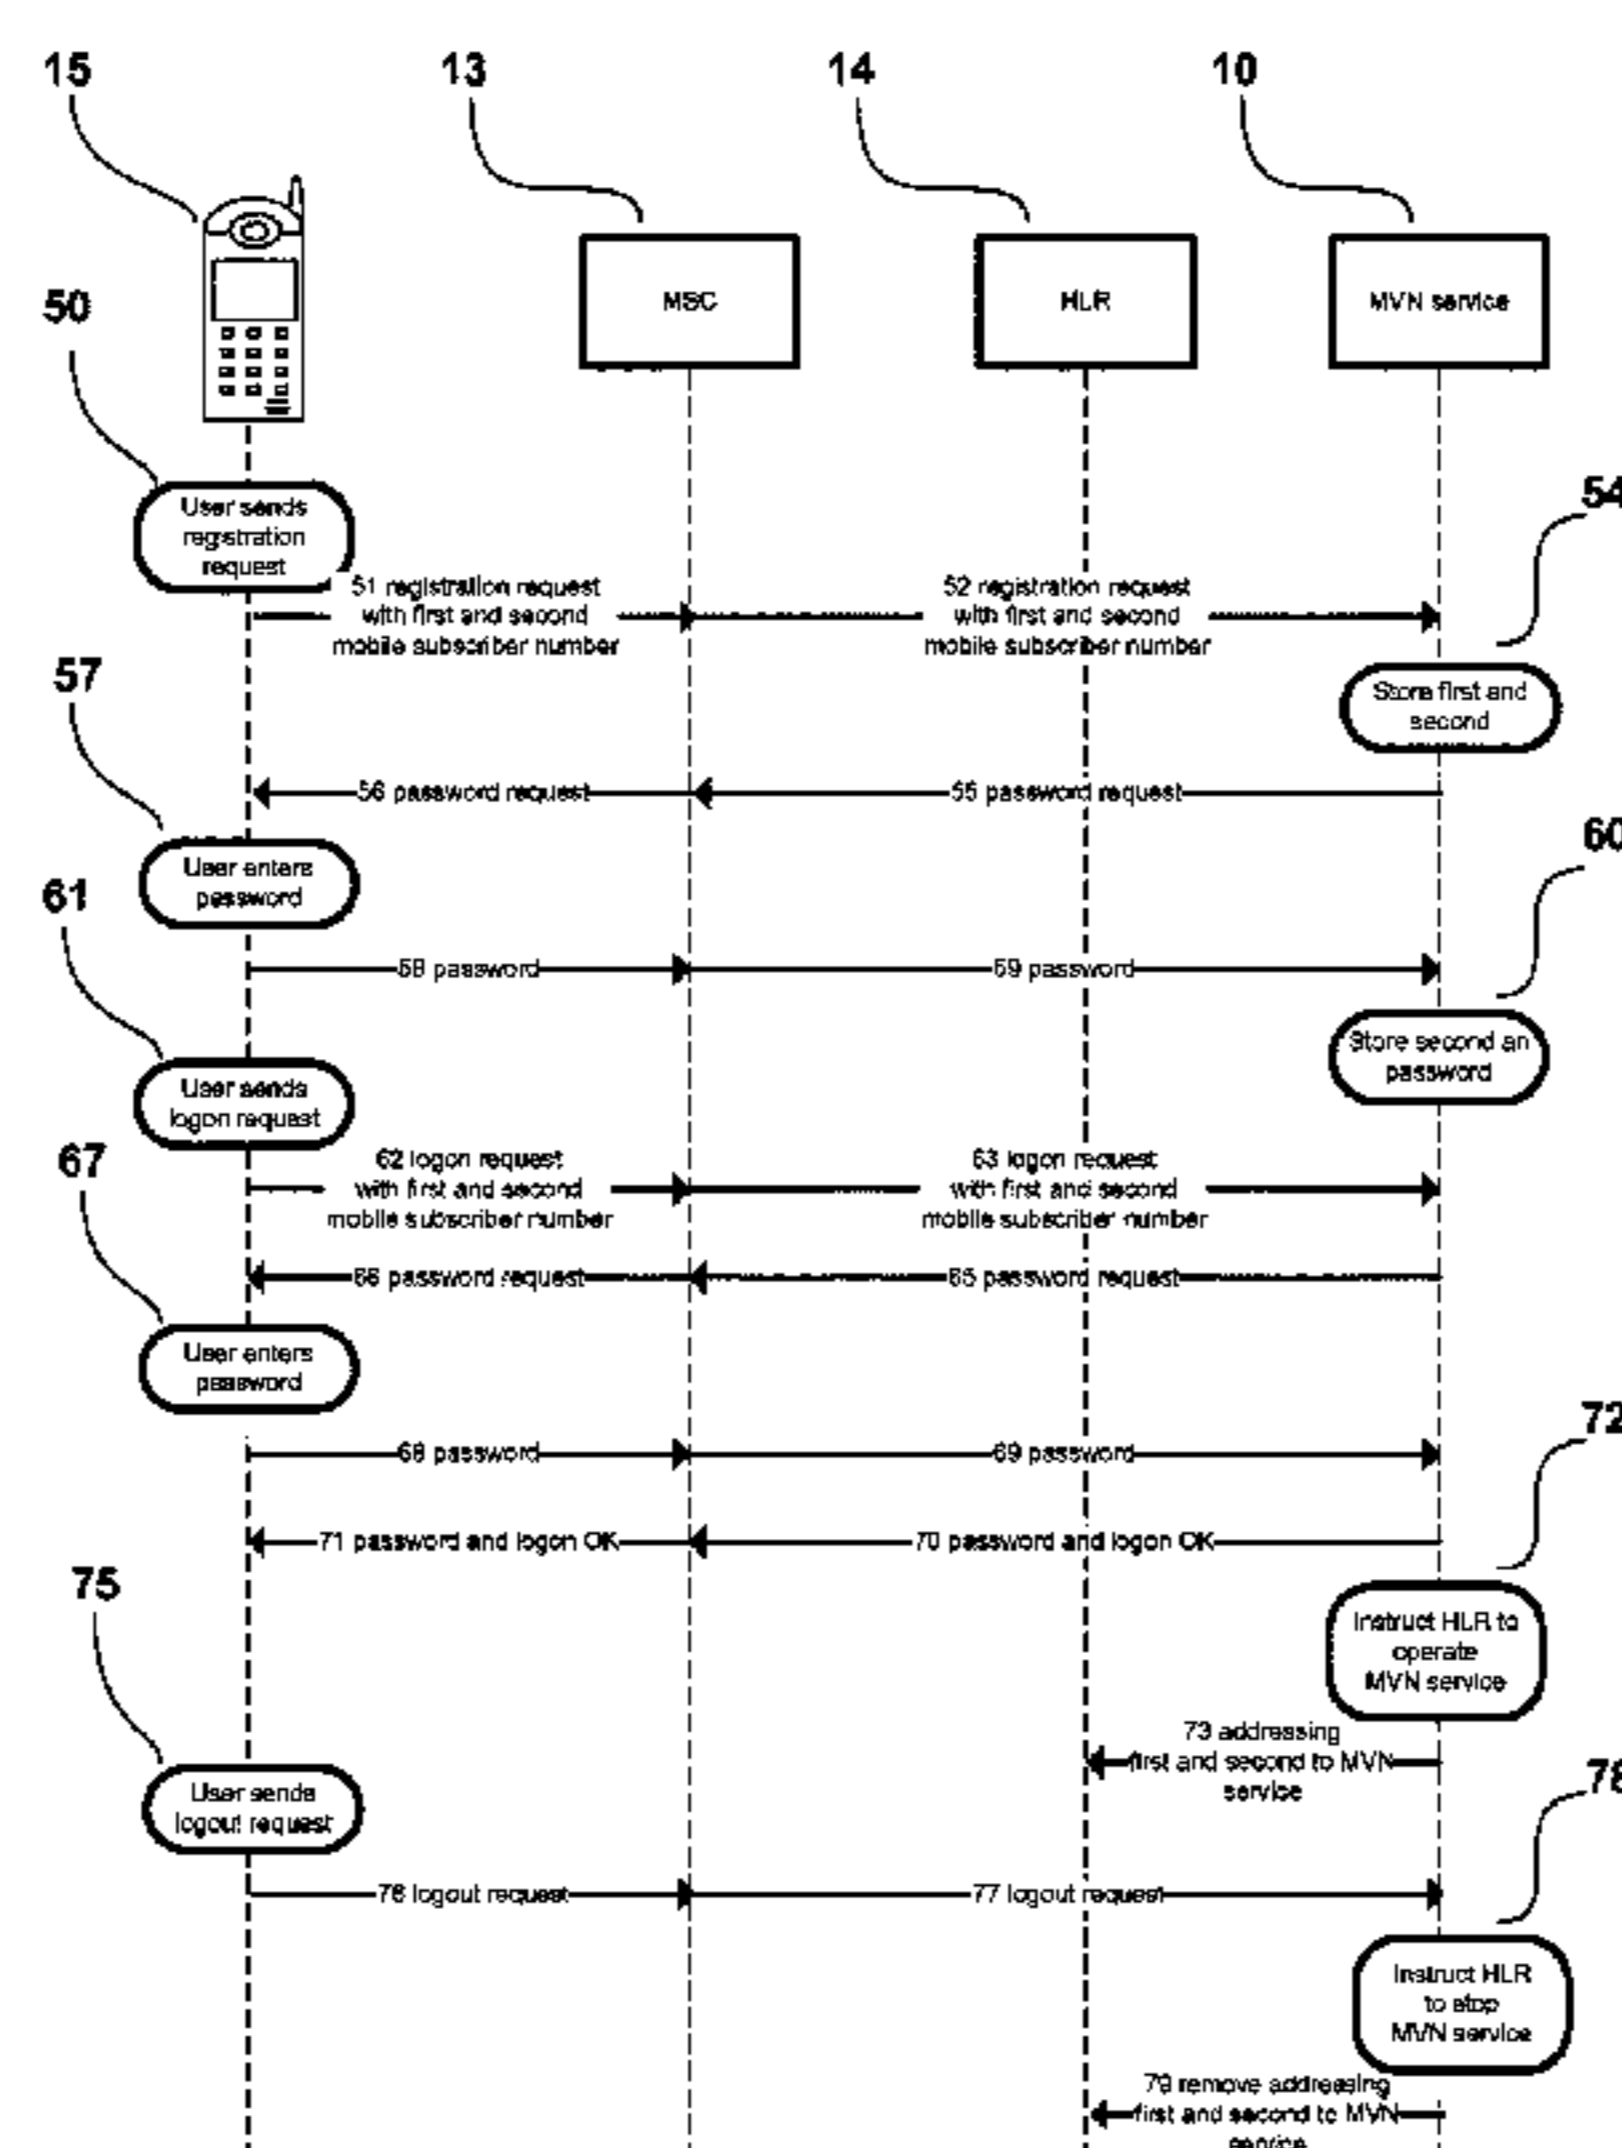 15
13
14
10
MSC
HLR
MVN service
50
54
User sends
registration
request
51 registration request
with first and second
mobile subscriber number
52 registration request
with first and second
mobile subscriber number
57
Store first and
second
56 password request
55 password request
60
User enters
password
61
58 password
59 password
Store second an
password
User sends
logon request
67
62 logon request
with first and second
mobile subscriber number
63 logon request
with first and second
mobile subscriber number
66 password request
65 password request
User enters
password
72
68 password
69 password
71 password and logon OK
70 password and logon OK
75
Instruct HLR to
operate
MVN service
73 addressing
first and second to MVN
service
78
User sends
logout request
76 logout request
77 logout request
Instruct HLR
to stop
MVN service
79 remove addressing
first and second to MVN
service